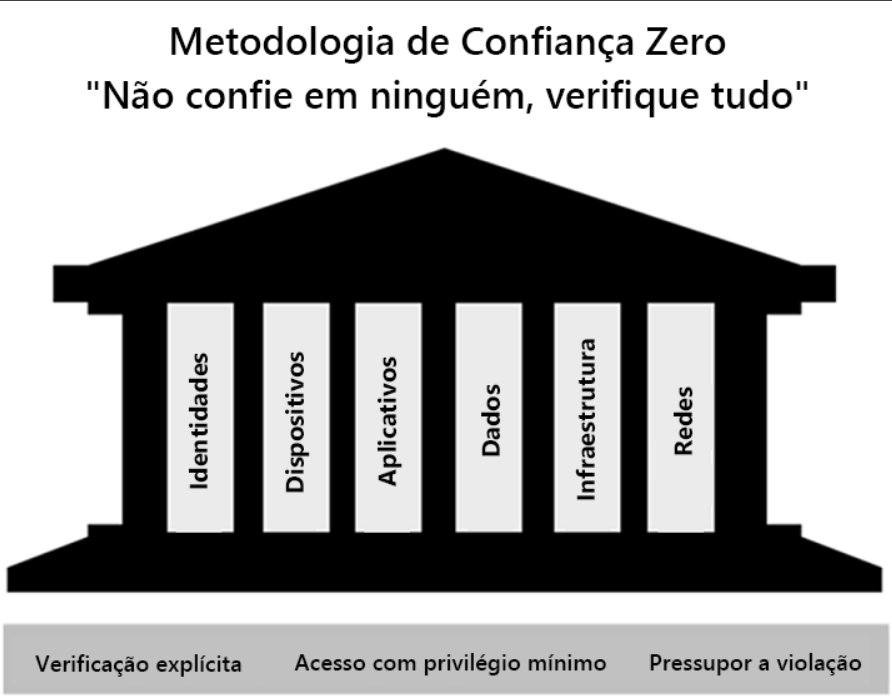 Metodologia de Confiança Zero
"Não confie em ninguém, verifique tudo"
Identidades
Dispositivos
Aplicativos
Dados
Infraestrutura
Redes
Verificação explícita
Acesso com privilégio mínimo
Pressupor a violação